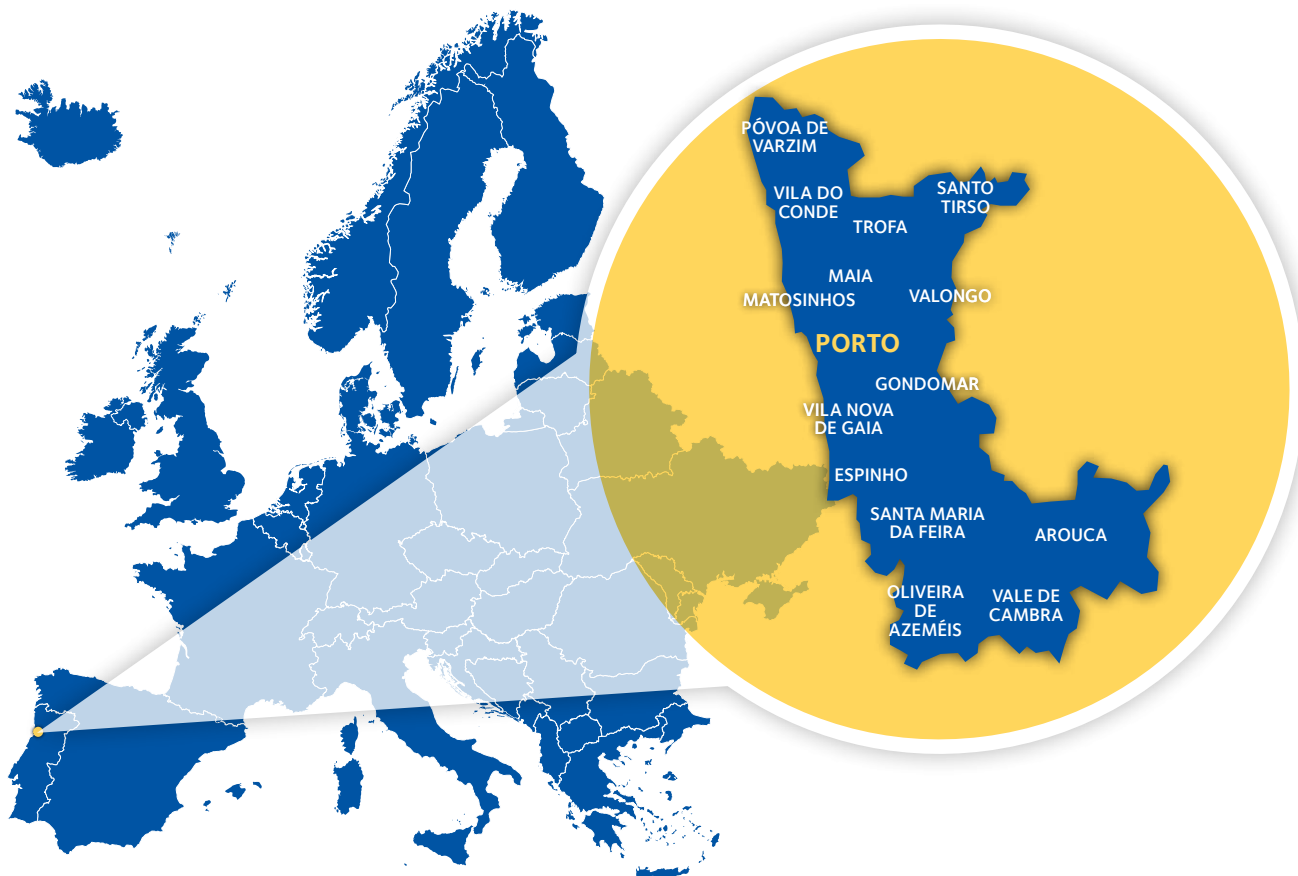 PÓVOA DE
VARZIM
VILA DO
CONDE
SANTO
TIRSO
TROFA
MAIA
MATOSINHOS
VALONGO
PORTO
GONDOMAR
VILA NOVA
DE GAIA
ESPINHO
SANTA MARIA
DA FEIRA
AROUCA
OLIVEIRA
DE
AZEMÉIS
VALE DE
CAMBRA